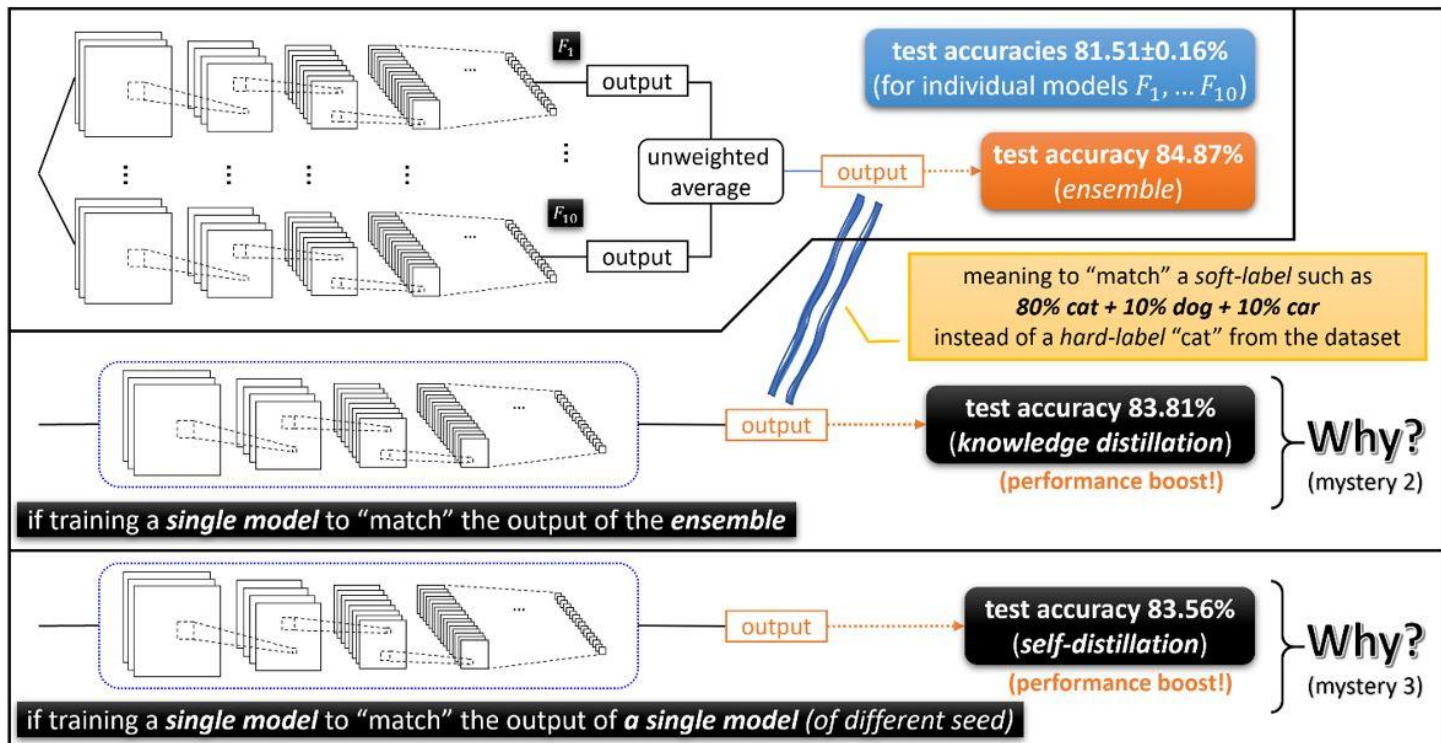 F₁
output
⋮
unweighted
average
F₁₀
output
output
test accuracies 81.51±0.16%
(for individual models F₁, … F₁₀)
test accuracy 84.87%
(ensemble)
meaning to “match” a soft-label such as
80% cat + 10% dog + 10% car
instead of a hard-label “cat” from the dataset
...
output
test accuracy 83.81%
(knowledge distillation)
(performance boost!)
Why?
(mystery 2)
if training a single model to “match” the output of the ensemble
...
output
test accuracy 83.56%
(self-distillation)
(performance boost!)
Why?
(mystery 3)
if training a single model to “match” the output of a single model (of different seed)